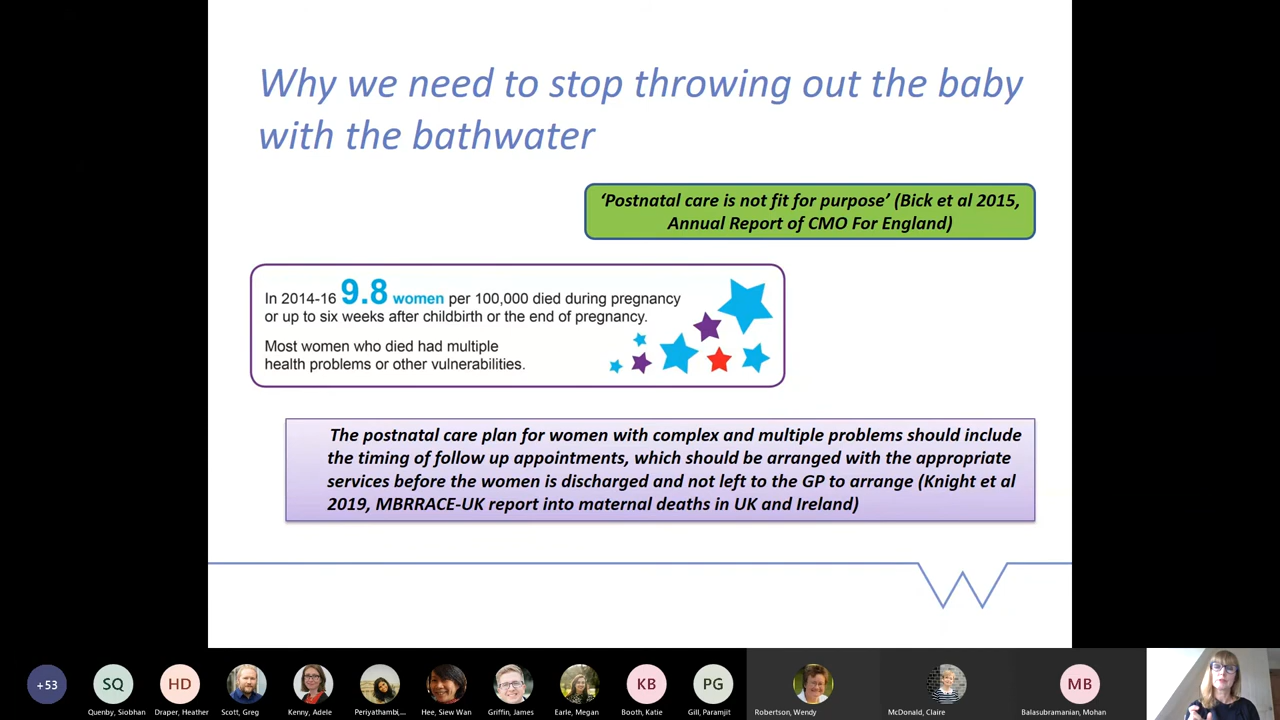 Why we need to stop throwing out the baby
with the bathwater
‘Postnatal care is not fit for purpose’ (Bick et al 2015,
Annual Report of CMO For England)
In 2014-16 9.8 women per 100,000 died during pregnancy
or up to six weeks after childbirth or the end of pregnancy.
Most women who died had multiple
health problems or other vulnerabilities.
The postnatal care plan for women with complex and multiple problems should include
the timing of follow up appointments, which should be arranged with the appropriate
services before the women is discharged and not left to the GP to arrange (Knight et al
2019, MBRRACE-UK report into maternal deaths in UK and Ireland)
+53
SQ
HD
KB
PG
MB
Quenby, Siobhan
Draper, Heather
Scott, Greg
Kenny, Adele
Periyathambi,...
Hee, Siew Wan
Griffin, James
Earle, Megan
Booth, Katie
Gill, Paramjit
Robertson, Wendy
McDonald, Claire
Balasubramanian, Mohan